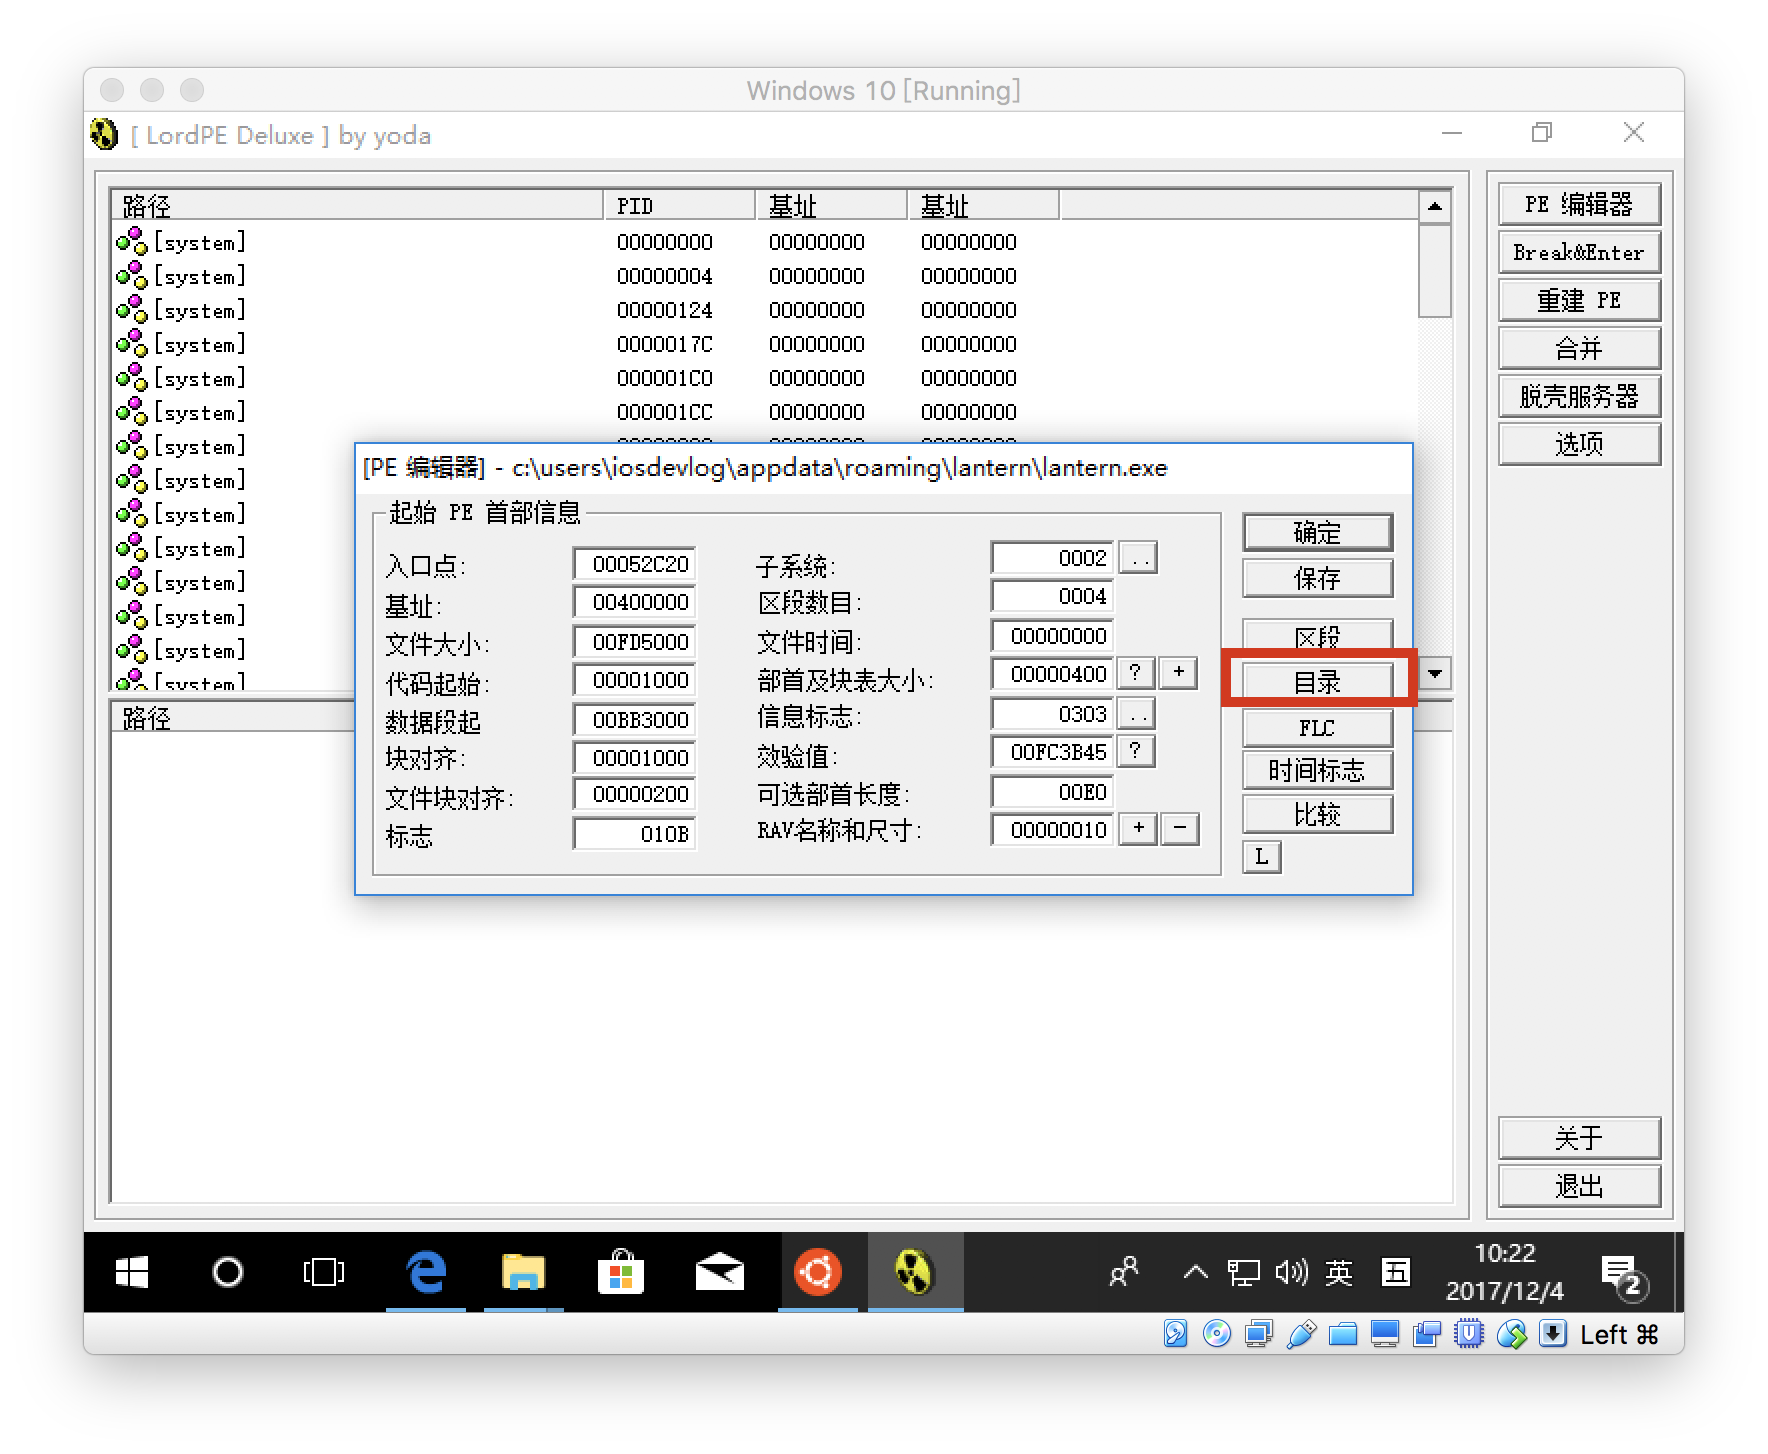 Windows 10 [Running]
[ LordPE Deluxe ] by yoda
路径 PID 基址 基址
[system] 00000000 00000000 00000000
[system] 00000004 00000000 00000000
[system] 00000124 00000000 00000000
[system] 0000017C 00000000 00000000
[system] 000001C0 00000000 00000000
[system] 000001CC 00000000 00000000
[system]
[system]
[system]
[system]
[system]
[system]
[system]
[system]
路径
PE 编辑器
Break&Enter
重建 PE
合并
脱壳服务器
选项
关于
退出
[PE 编辑器] - c:\users\iosdevlog\appdata\roaming\lantern\lantern.exe
起始 PE 首部信息
入口点: 00052C20 子系统: 0002 ..
基址: 00400000 区段数目: 0004
文件大小: 00FD5000 文件时间: 00000000
代码起始: 00001000 部首及块表大小: 00000400 ? +
数据段起 00BB3000 信息标志: 0303 ..
块对齐: 00001000 效验值: 00FC3B45 ?
文件块对齐: 00000200 可选部首长度: 00E0
标志 010B RAV名称和尺寸: 00000010 + -
确定
保存
区段
目录
FLC
时间标志
比较
L
英 五 10:22
2017/12/4 2
Left ⌘